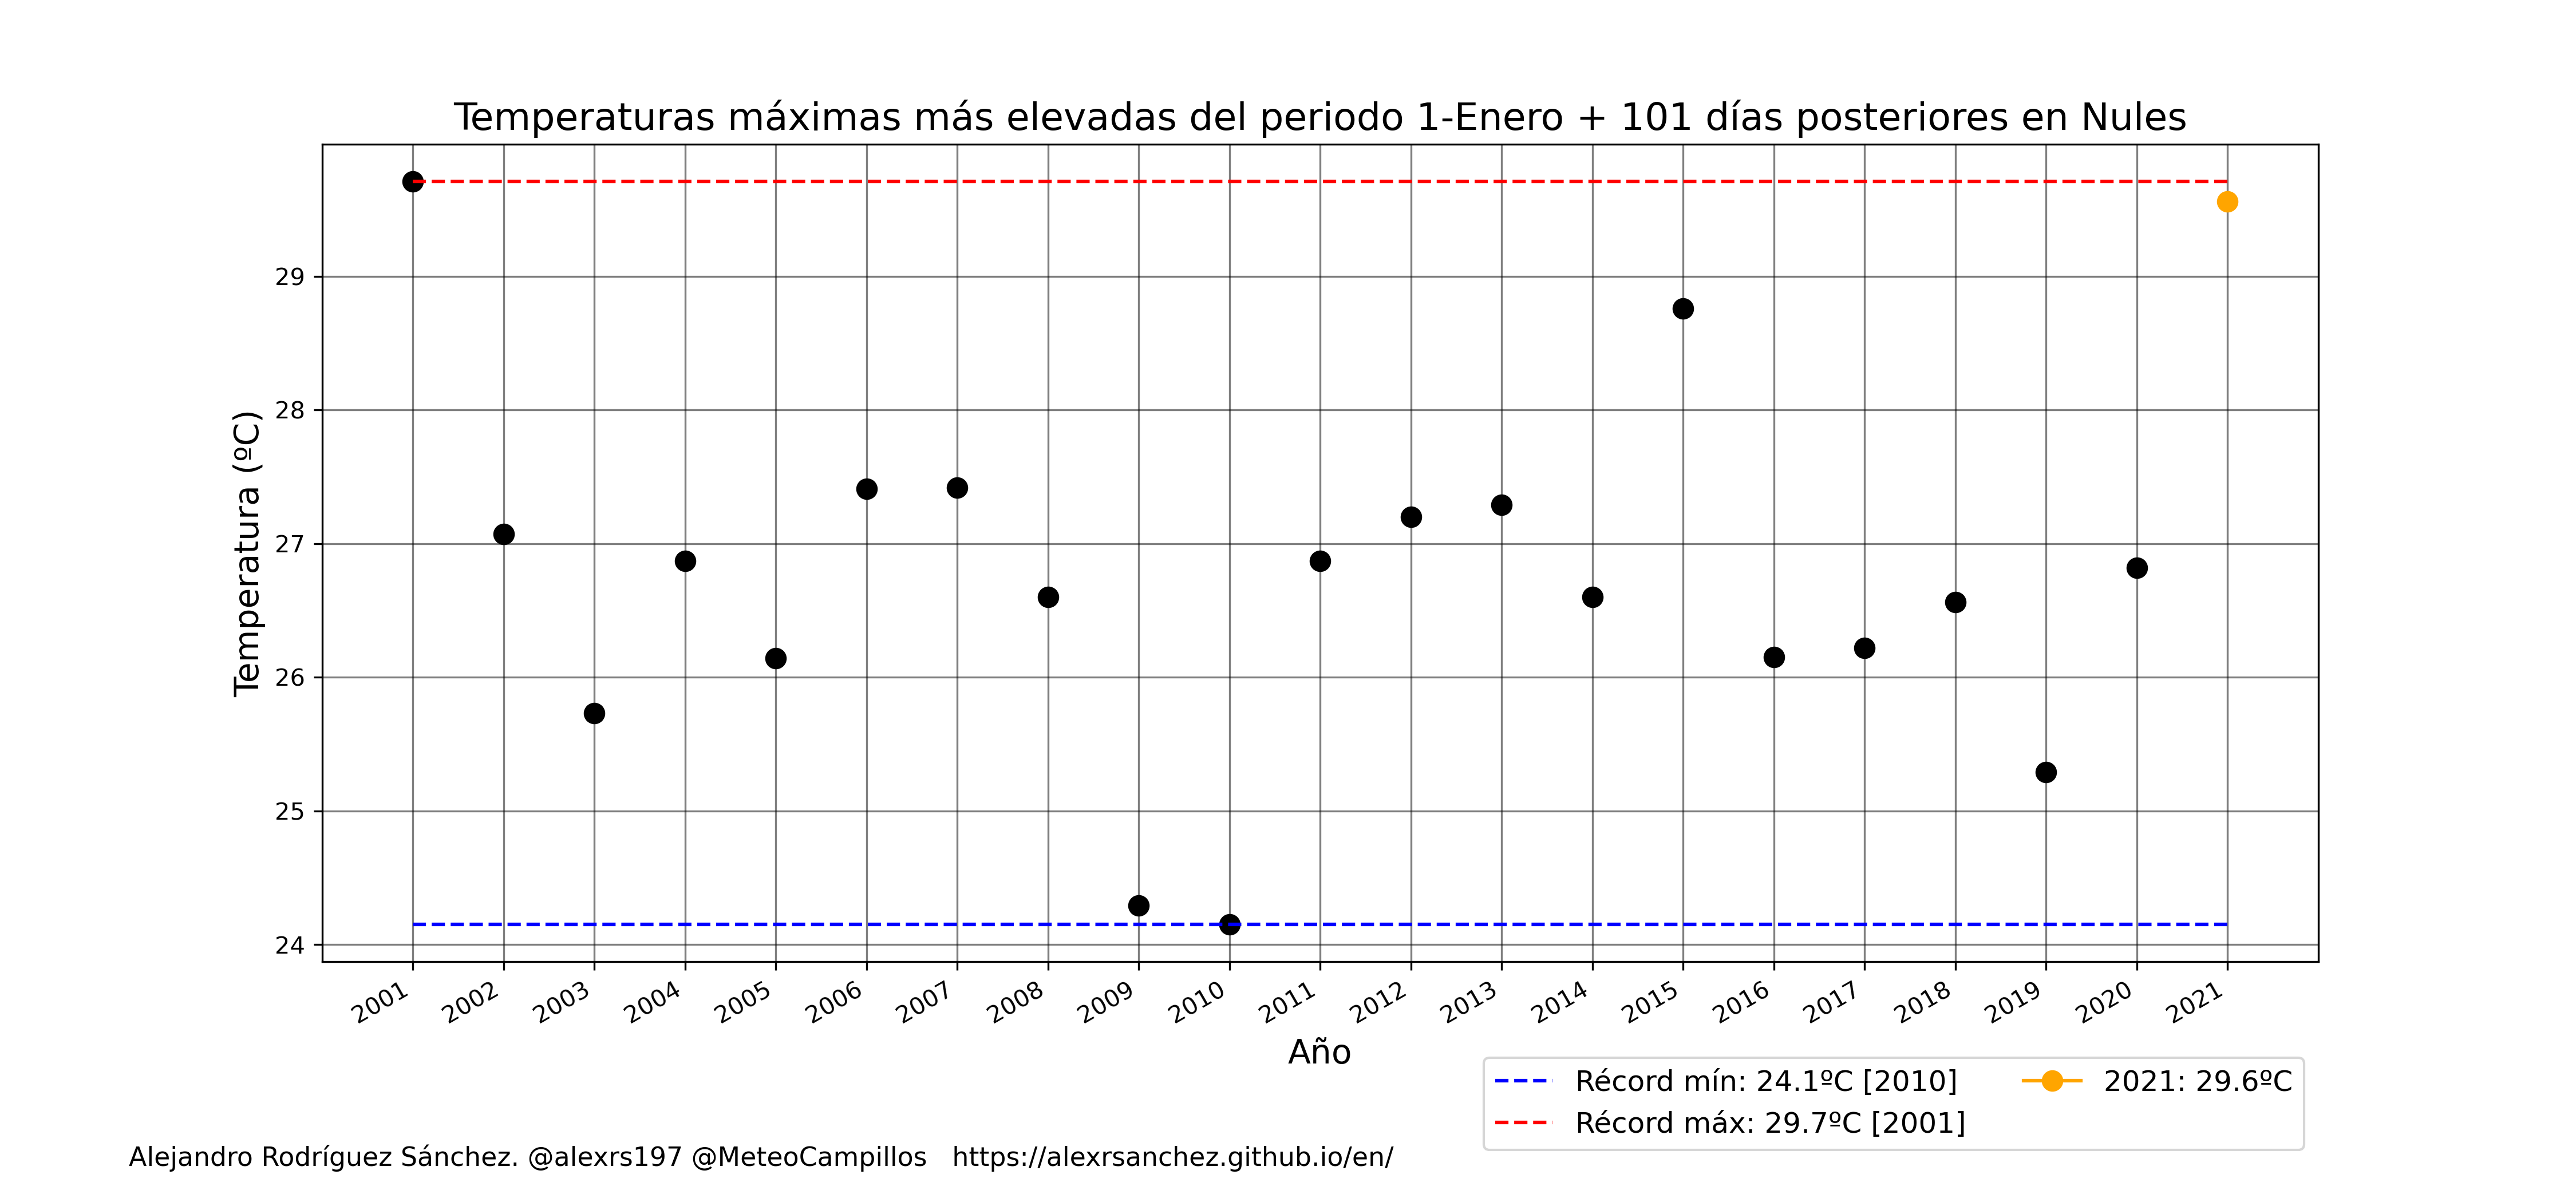 Temperaturas máximas más elevadas del periodo 1-Enero + 101 días posteriores en Nules
Temperatura (ºC)
29
28
27
26
25
24
2001 2002 2003 2004 2005 2006 2007 2008 2009 2010 2011 2012 2013 2014 2015 2016 2017 2018 2019 2020 2021
Año
Récord mín: 24.1ºC [2010]
Récord máx: 29.7ºC [2001]
2021: 29.6ºC
Alejandro Rodríguez Sánchez. @alexrs197 @MeteoCampillos https://alexrsanchez.github.io/en/